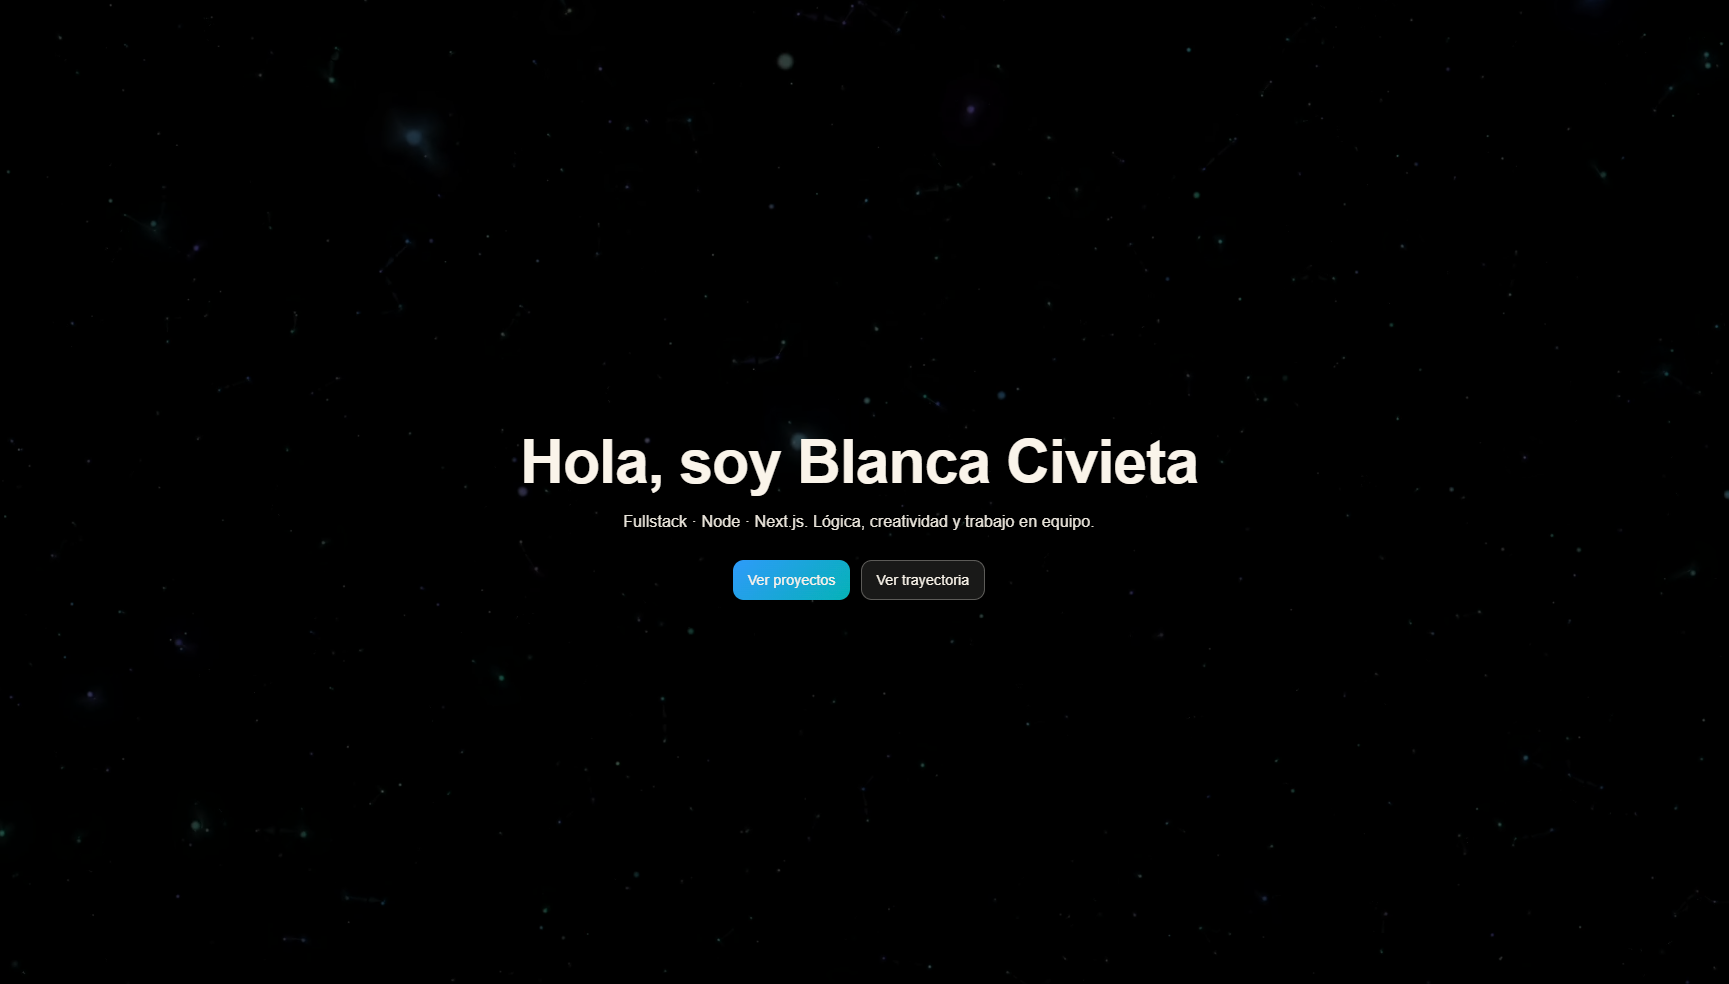 Hola, soy Blanca Civieta
Fullstack · Node · Next.js. Lógica, creatividad y trabajo en equipo.
Ver proyectos
Ver trayectoria